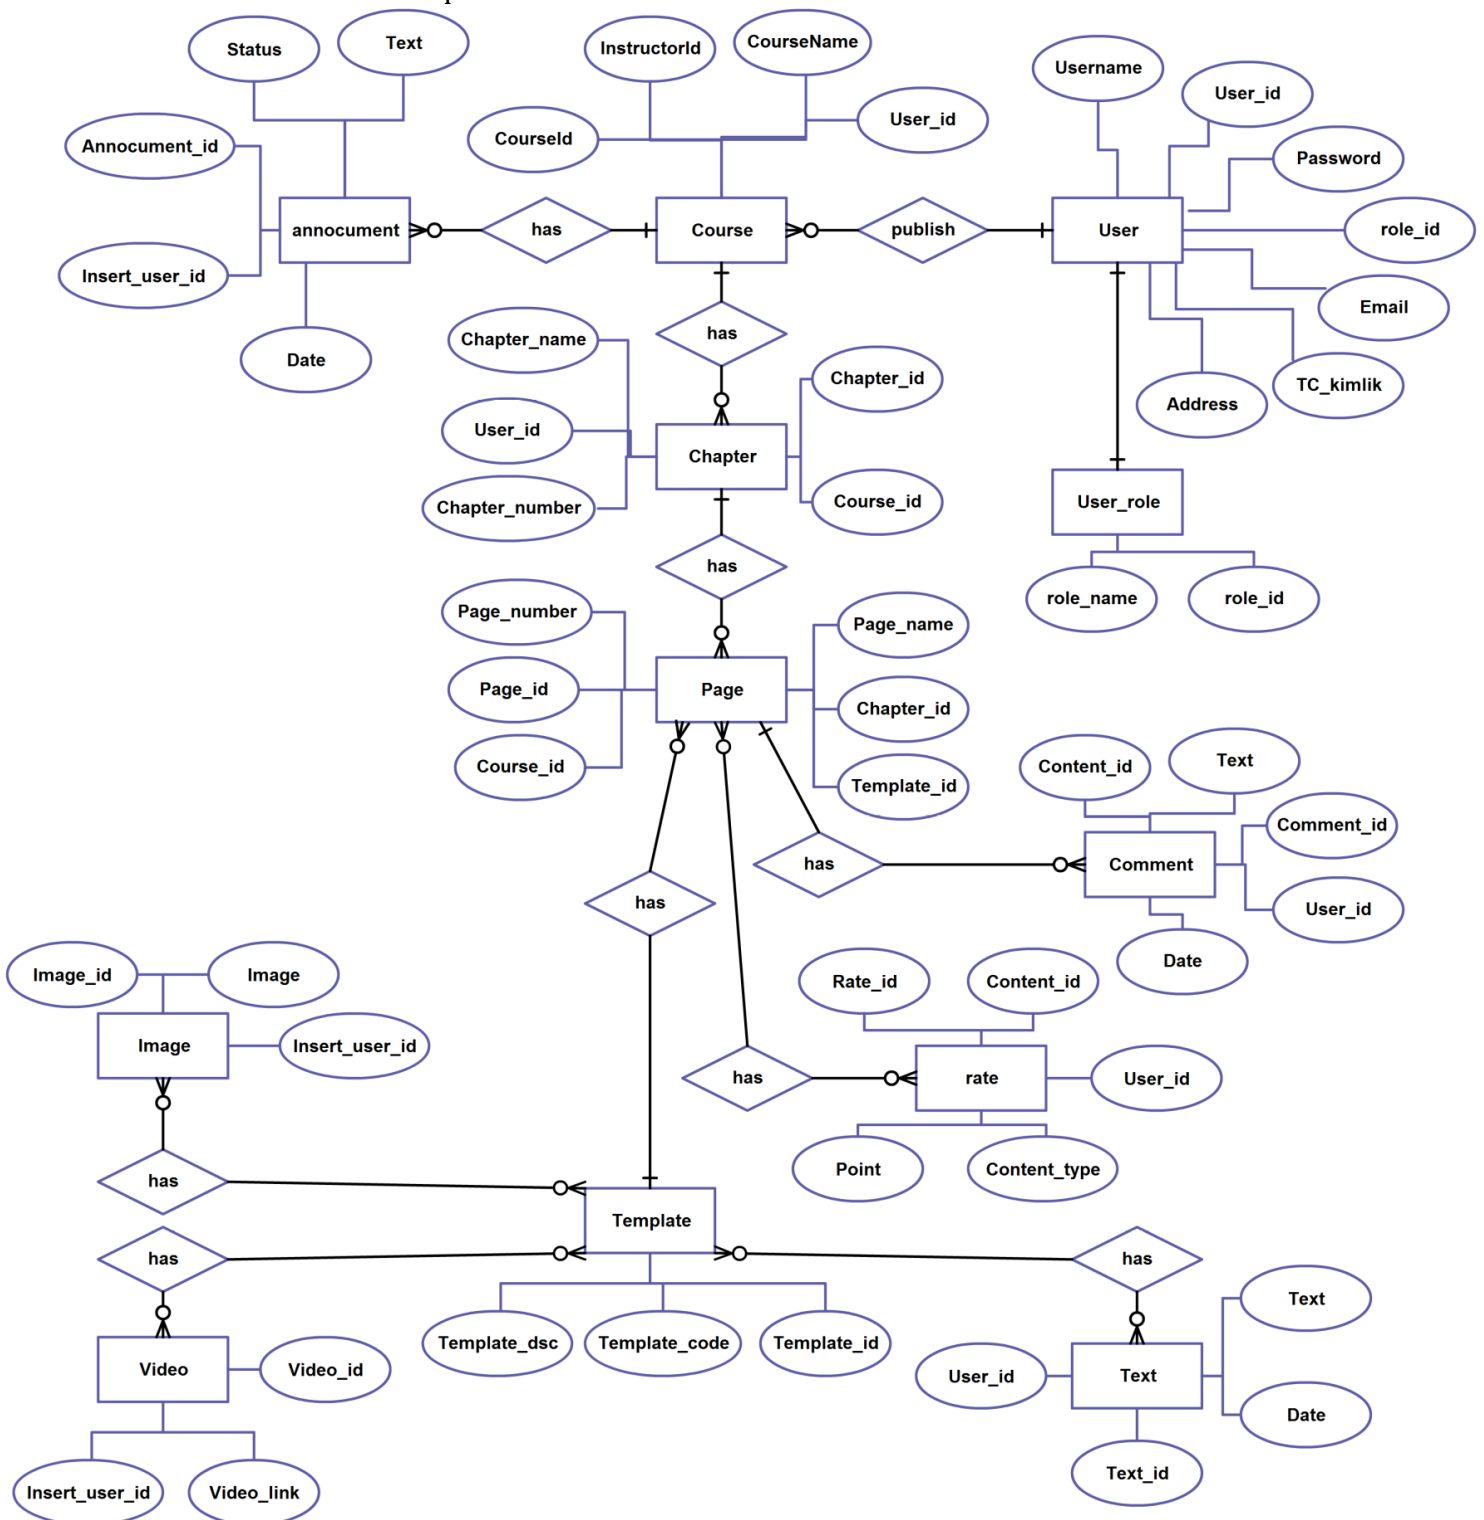 Status
Text
InstructorId
CourseName
Username
User_id
Annocument_id
CourseId
User_id
Password
annocument
has
Course
publish
User
role_id
Insert_user_id
Email
Date
Chapter_name
has
Chapter_id
TC_kimlik
Address
User_id
Chapter
Chapter_number
Course_id
User_role
has
role_name
role_id
Page_number
Page_name
Page_id
Page
Chapter_id
Course_id
Template_id
Content_id
Text
Comment_id
has
Comment
has
User_id
Date
Image_id
Image
Rate_id
Content_id
Image
Insert_user_id
has
rate
User_id
Point
Content_type
has
Template
has
has
Text
Template_dsc
Template_code
Template_id
Video
Video_id
User_id
Text
Date
Text_id
Insert_user_id
Video_link